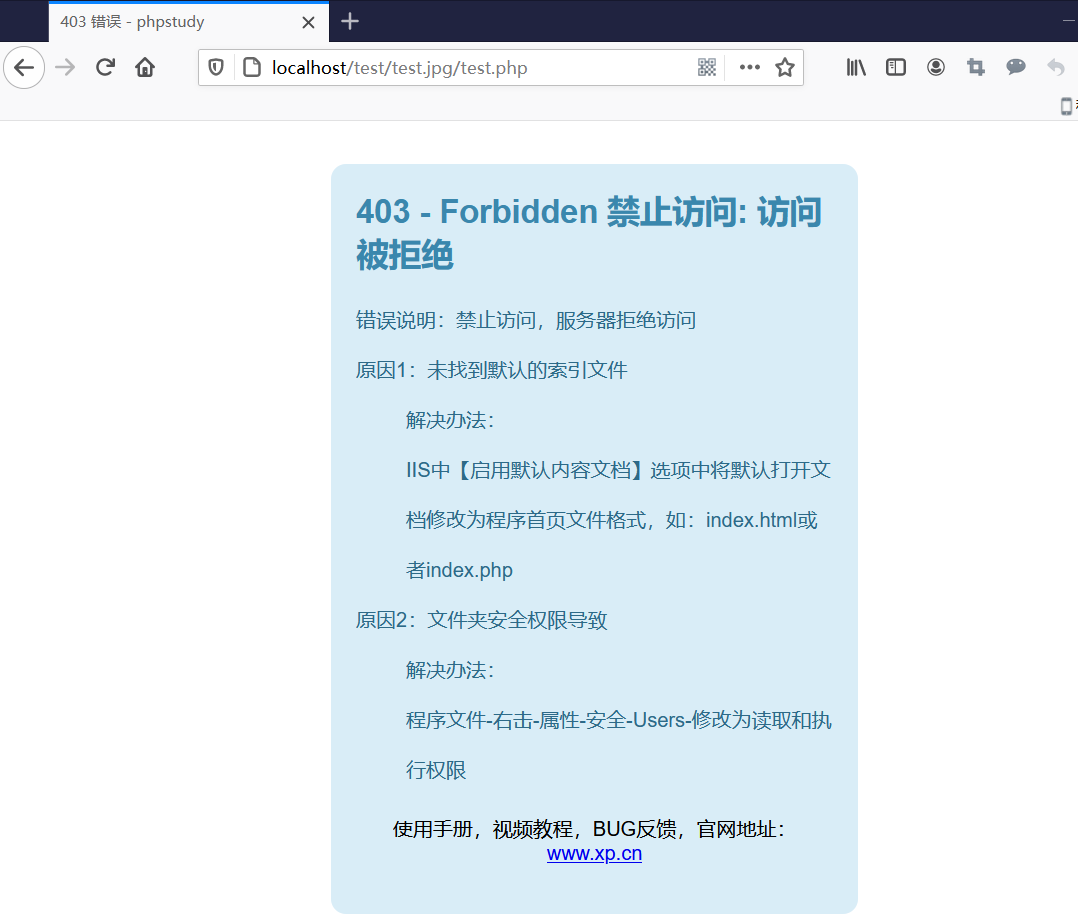 403 错误 - phpstudy
localhost/test/test.jpg/test.php
403 - Forbidden 禁止访问: 访问
被拒绝
错误说明：禁止访问，服务器拒绝访问
原因1：未找到默认的索引文件
解决办法：
IIS中【启用默认内容文档】选项中将默认打开文
档修改为程序首页文件格式，如：index.html或
者index.php
原因2：文件夹安全权限导致
解决办法：
程序文件-右击-属性-安全-Users-修改为读取和执
行权限
使用手册，视频教程，BUG反馈，官网地址：
www.xp.cn